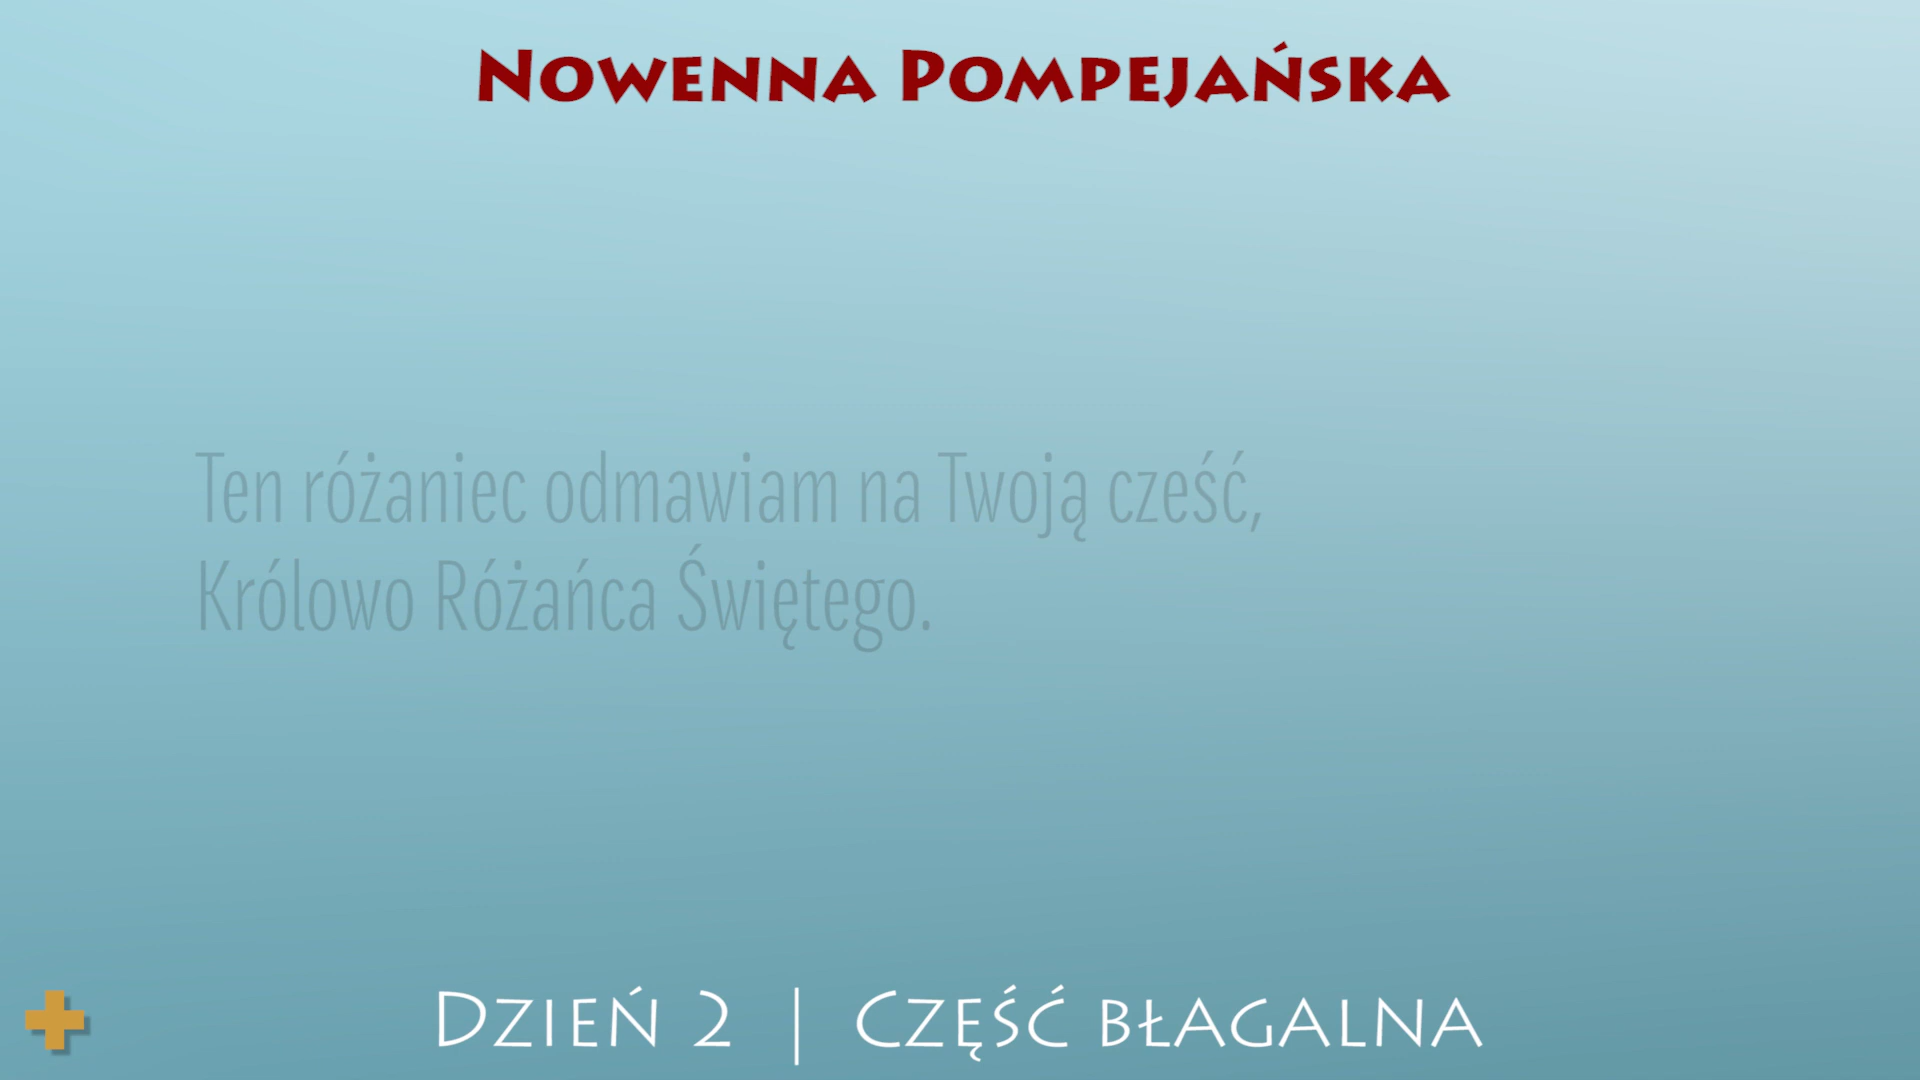 Nowenna Pompejańska
Ten różaniec odmawiam na Twoją cześć,
Królowo Różańca Świętego.
Dzień 2 | Część błagalna